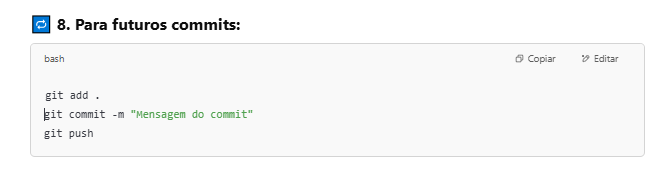 🔁 8. Para futuros commits:
bash Copiar Editar
git add .
git commit -m "Mensagem do commit"
git push